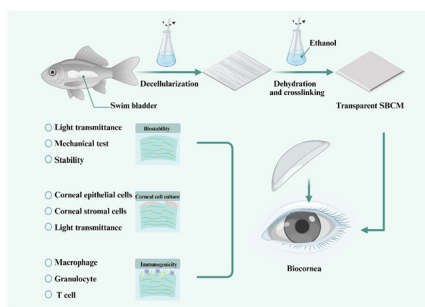 Ethanol
Decellularization
Dehydration
and crosslinking
Swim bladder
Transparent SBCM
Light transmittance
Mechanical test
Stability
Biostability
Corneal epithelial cells
Corneal stromal cells
Light transmittance
Corneal cell culture
Macrophage
Granulocyte
T cell
Immunogenicity
Biocornea